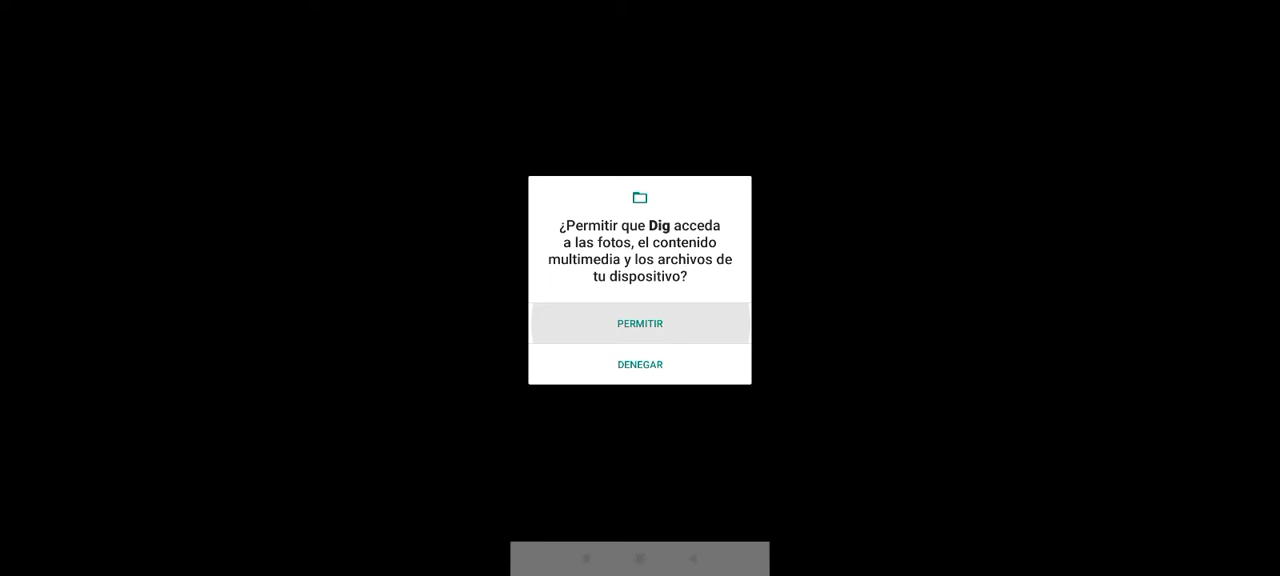 ¿Permitir que Dig acceda
a las fotos, el contenido
multimedia y los archivos de
tu dispositivo?
PERMITIR
DENEGAR